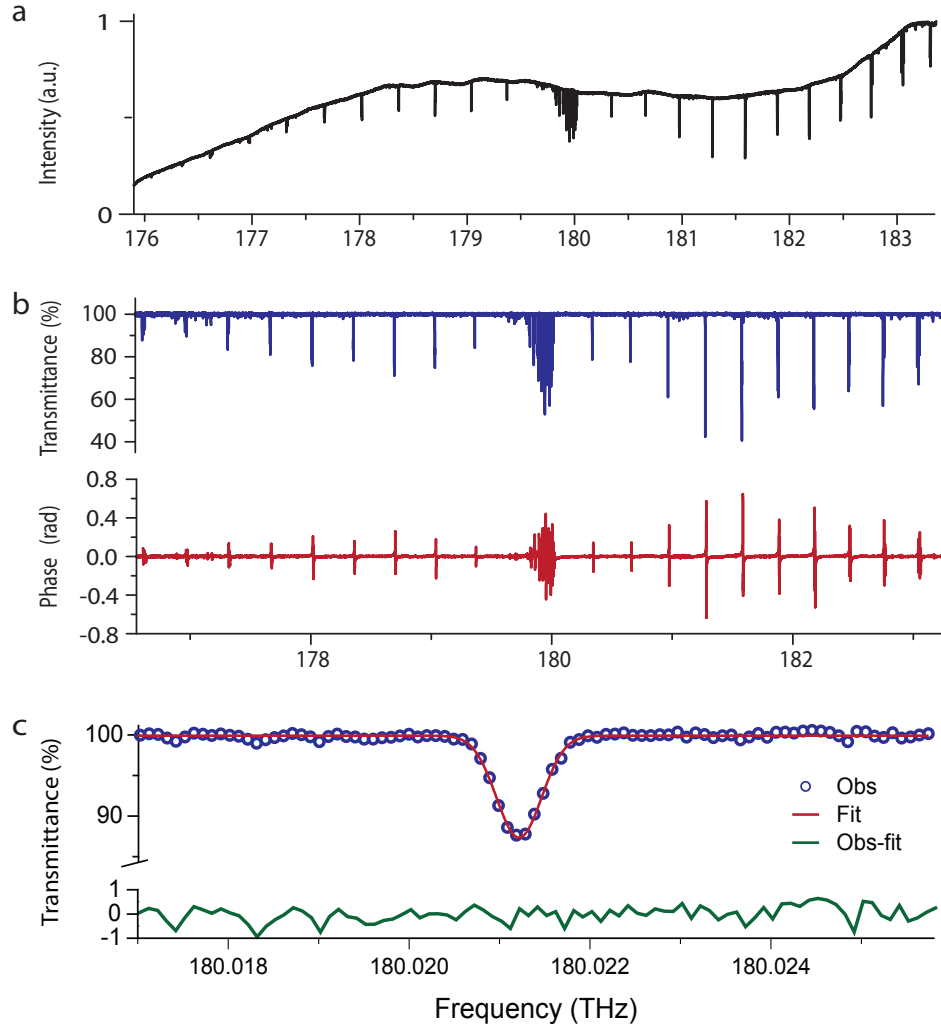 a
Intensity (a.u.)
1
0
176 177 178 179 180 181 182 183
b
Transmittance (%)
100
80
60
40
Phase (rad)
0.8
0.4
0.0
-0.4
-0.8
178 180 182
c
Transmittance (%)
100
90
Obs
Fit
Obs-fit
1
0
-1
180.018 180.020 180.022 180.024
Frequency (THz)